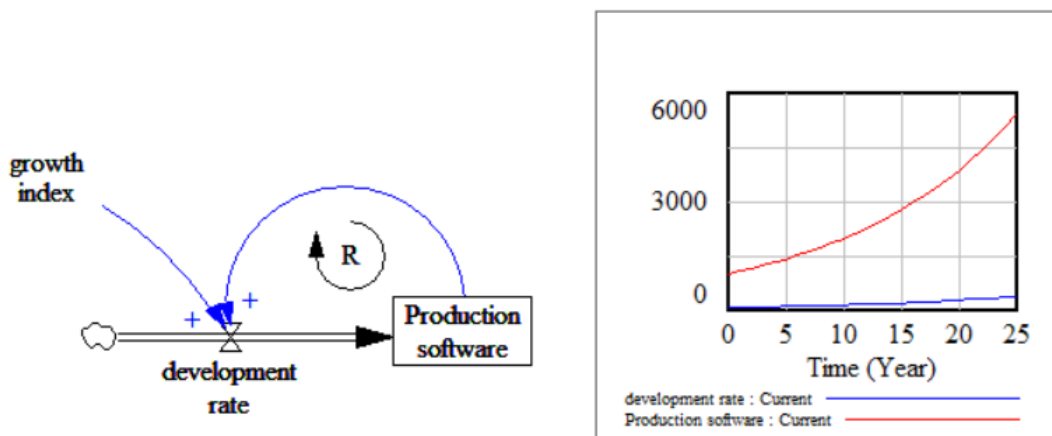 growth
index
R
+
+
Production
software
development
rate
6000
3000
0
0 5 10 15 20 25
Time (Year)
development rate : Current
Production software : Current